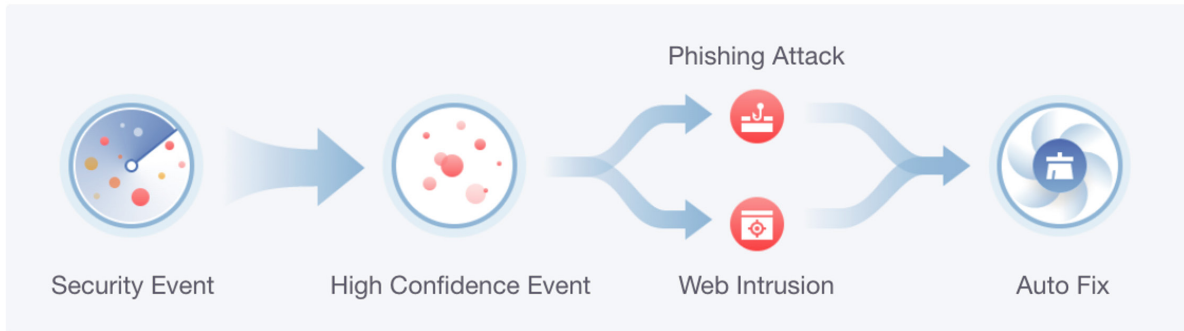 Phishing Attack
Security Event
High Confidence Event
Web Intrusion
Auto Fix